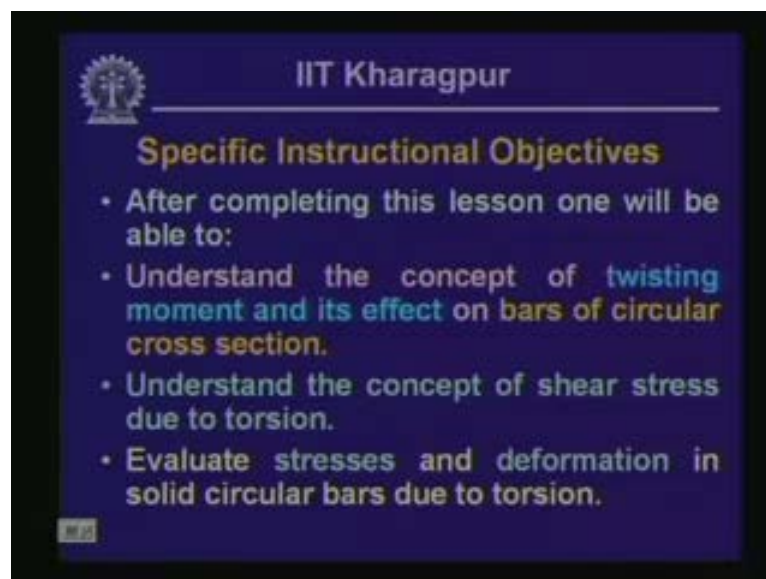 IIT Kharagpur
Specific Instructional Objectives
• After completing this lesson one will be
able to:
• Understand the concept of twisting
moment and its effect on bars of circular
cross section.
• Understand the concept of shear stress
due to torsion.
• Evaluate stresses and deformation in
solid circular bars due to torsion.